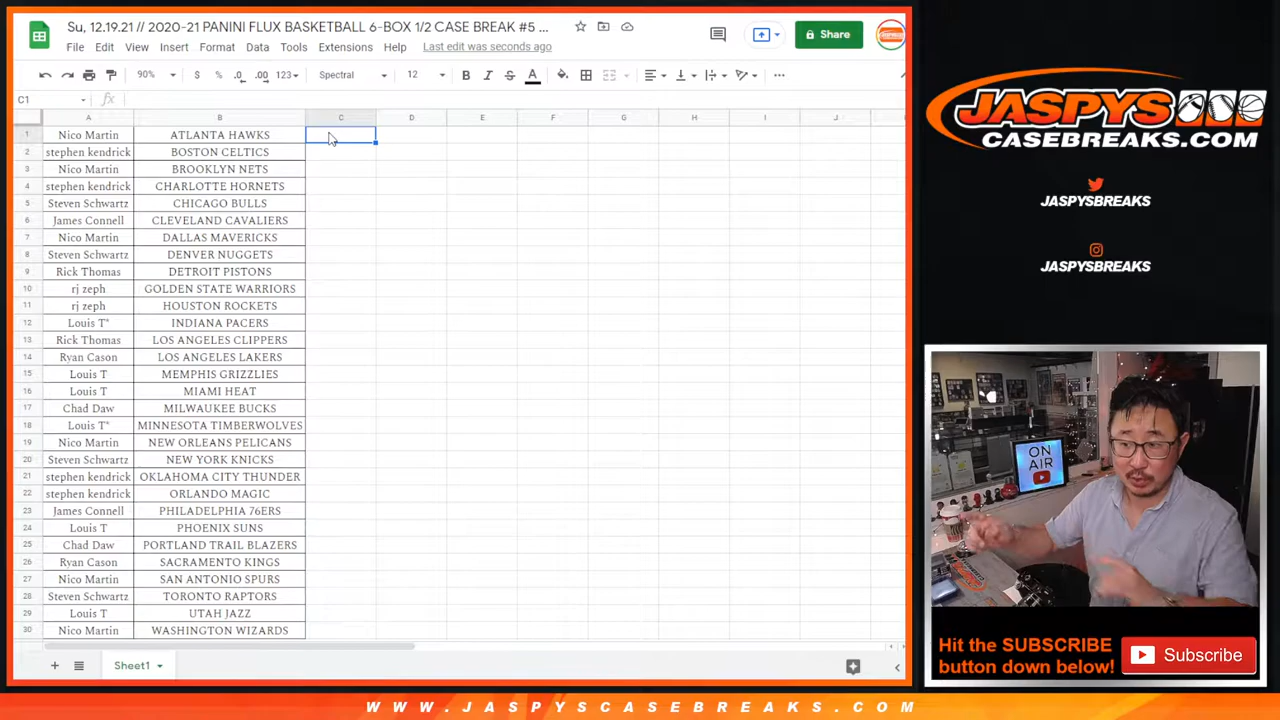 Su, 12.19.21 // 2020-21 PANINI FLUX BASKETBALL 6-BOX 1/2 CASE BREAK #5 ...
File Edit View Insert Format Data Tools Extensions Help Last edit was seconds ago
Share
90% $ % .0 .00 123 Spectral 12 B I S A
C1 fx
A B C D E F G H I J
1 Nico Martin ATLANTA HAWKS
2 stephen kendrick BOSTON CELTICS
3 Nico Martin BROOKLYN NETS
4 stephen kendrick CHARLOTTE HORNETS
5 Steven Schwartz CHICAGO BULLS
6 James Connell CLEVELAND CAVALIERS
7 Nico Martin DALLAS MAVERICKS
8 Steven Schwartz DENVER NUGGETS
9 Rick Thomas DETROIT PISTONS
10 rj zeph GOLDEN STATE WARRIORS
11 rj zeph HOUSTON ROCKETS
12 Louis T* INDIANA PACERS
13 Rick Thomas LOS ANGELES CLIPPERS
14 Ryan Cason LOS ANGELES LAKERS
15 Louis T MEMPHIS GRIZZLIES
16 Louis T MIAMI HEAT
17 Chad Daw MILWAUKEE BUCKS
18 Louis T* MINNESOTA TIMBERWOLVES
19 Nico Martin NEW ORLEANS PELICANS
20 Steven Schwartz NEW YORK KNICKS
21 stephen kendrick OKLAHOMA CITY THUNDER
22 stephen kendrick ORLANDO MAGIC
23 James Connell PHILADELPHIA 76ERS
24 Louis T PHOENIX SUNS
25 Chad Daw PORTLAND TRAIL BLAZERS
26 Ryan Cason SACRAMENTO KINGS
27 Nico Martin SAN ANTONIO SPURS
28 Steven Schwartz TORONTO RAPTORS
29 Louis T UTAH JAZZ
30 Nico Martin WASHINGTON WIZARDS
Sheet1
JASPYS
CASEBREAKS.COM
JASPYSBREAKS
JASPYSBREAKS
ON
AIR
Hit the SUBSCRIBE
button down below!
Subscribe
WWW.JASPYSCASEBREAKS.COM